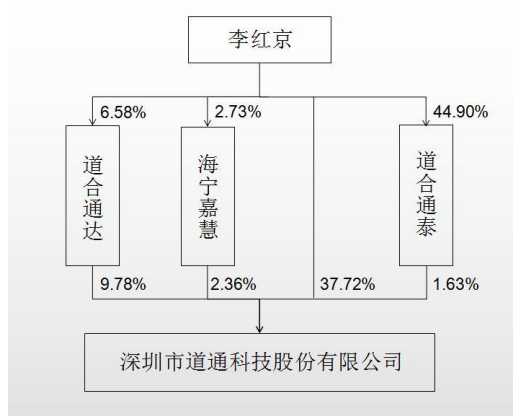 李红京
6.58%
2.73%
44.90%
道合通达
海宁嘉慧
道合通泰
9.78%
2.36%
37.72%
1.63%
深圳市道通科技股份有限公司